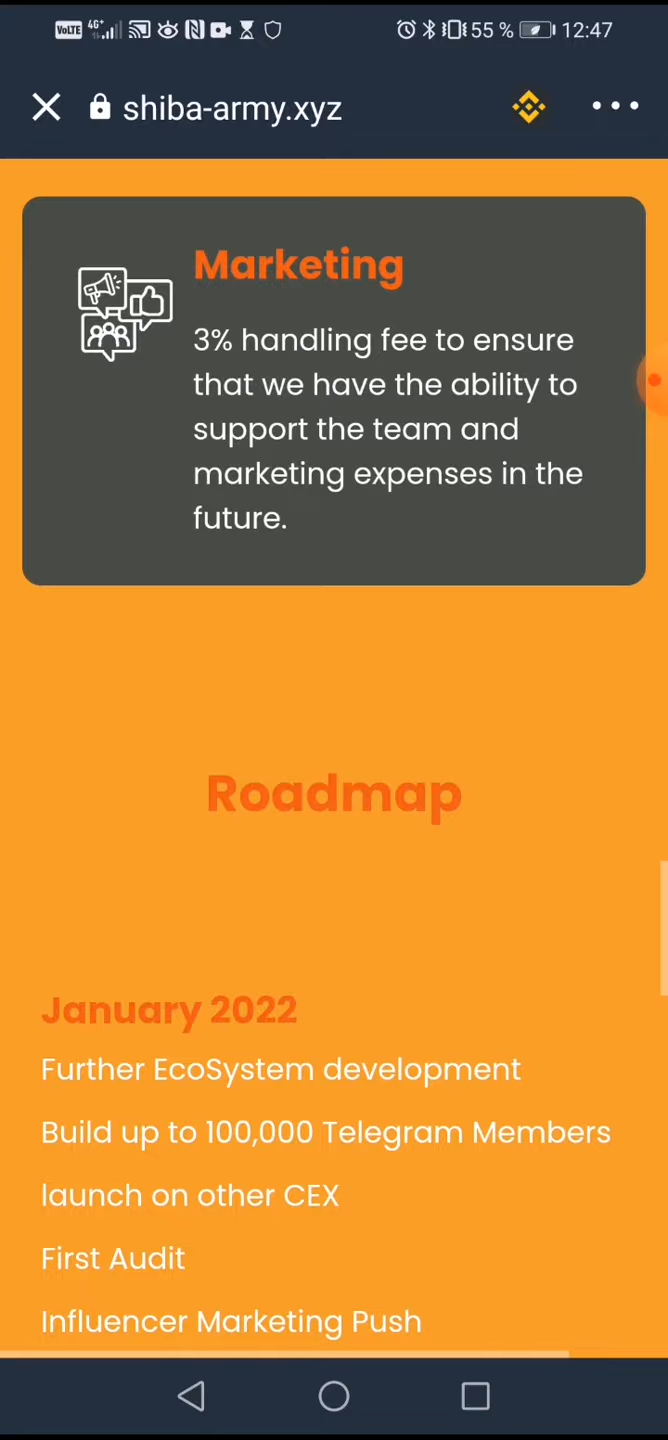 VoLTE 4G+ 55 % 12:47
shiba-army.xyz
Marketing
3% handling fee to ensure
that we have the ability to
support the team and
marketing expenses in the
future.
Roadmap
January 2022
Further EcoSystem development
Build up to 100,000 Telegram Members
launch on other CEX
First Audit
Influencer Marketing Push